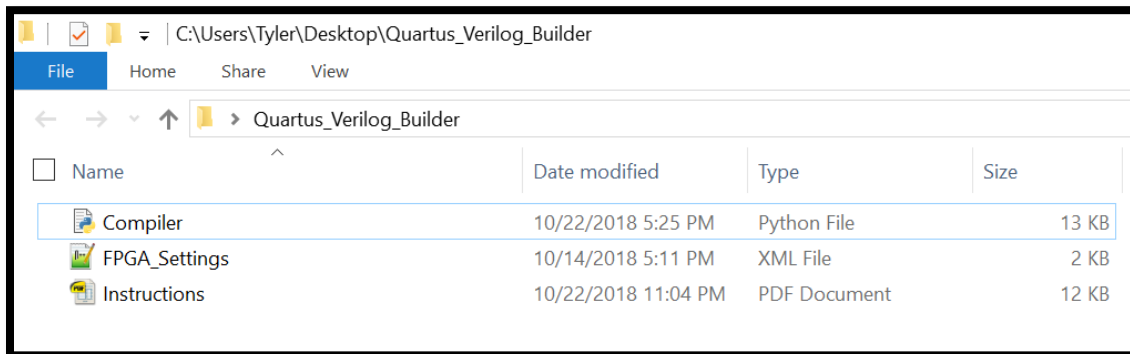 C:\Users\Tyler\Desktop\Quartus_Verilog_Builder
File Home Share View
Quartus_Verilog_Builder
Name Date modified Type Size
Compiler 10/22/2018 5:25 PM Python File 13 KB
FPGA_Settings 10/14/2018 5:11 PM XML File 2 KB
Instructions 10/22/2018 11:04 PM PDF Document 12 KB